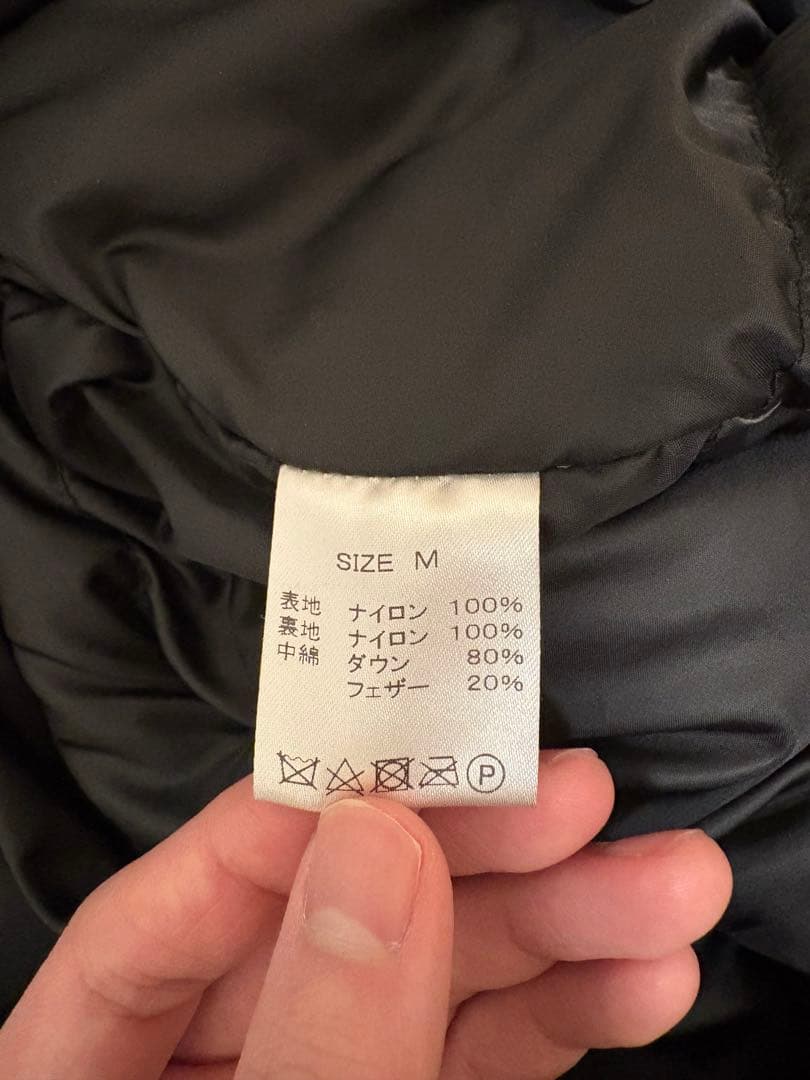 SIZE M
表地 ナイロン 100%
裏地 ナイロン 100%
中綿 ダウン 80%
フェザー 20%
P